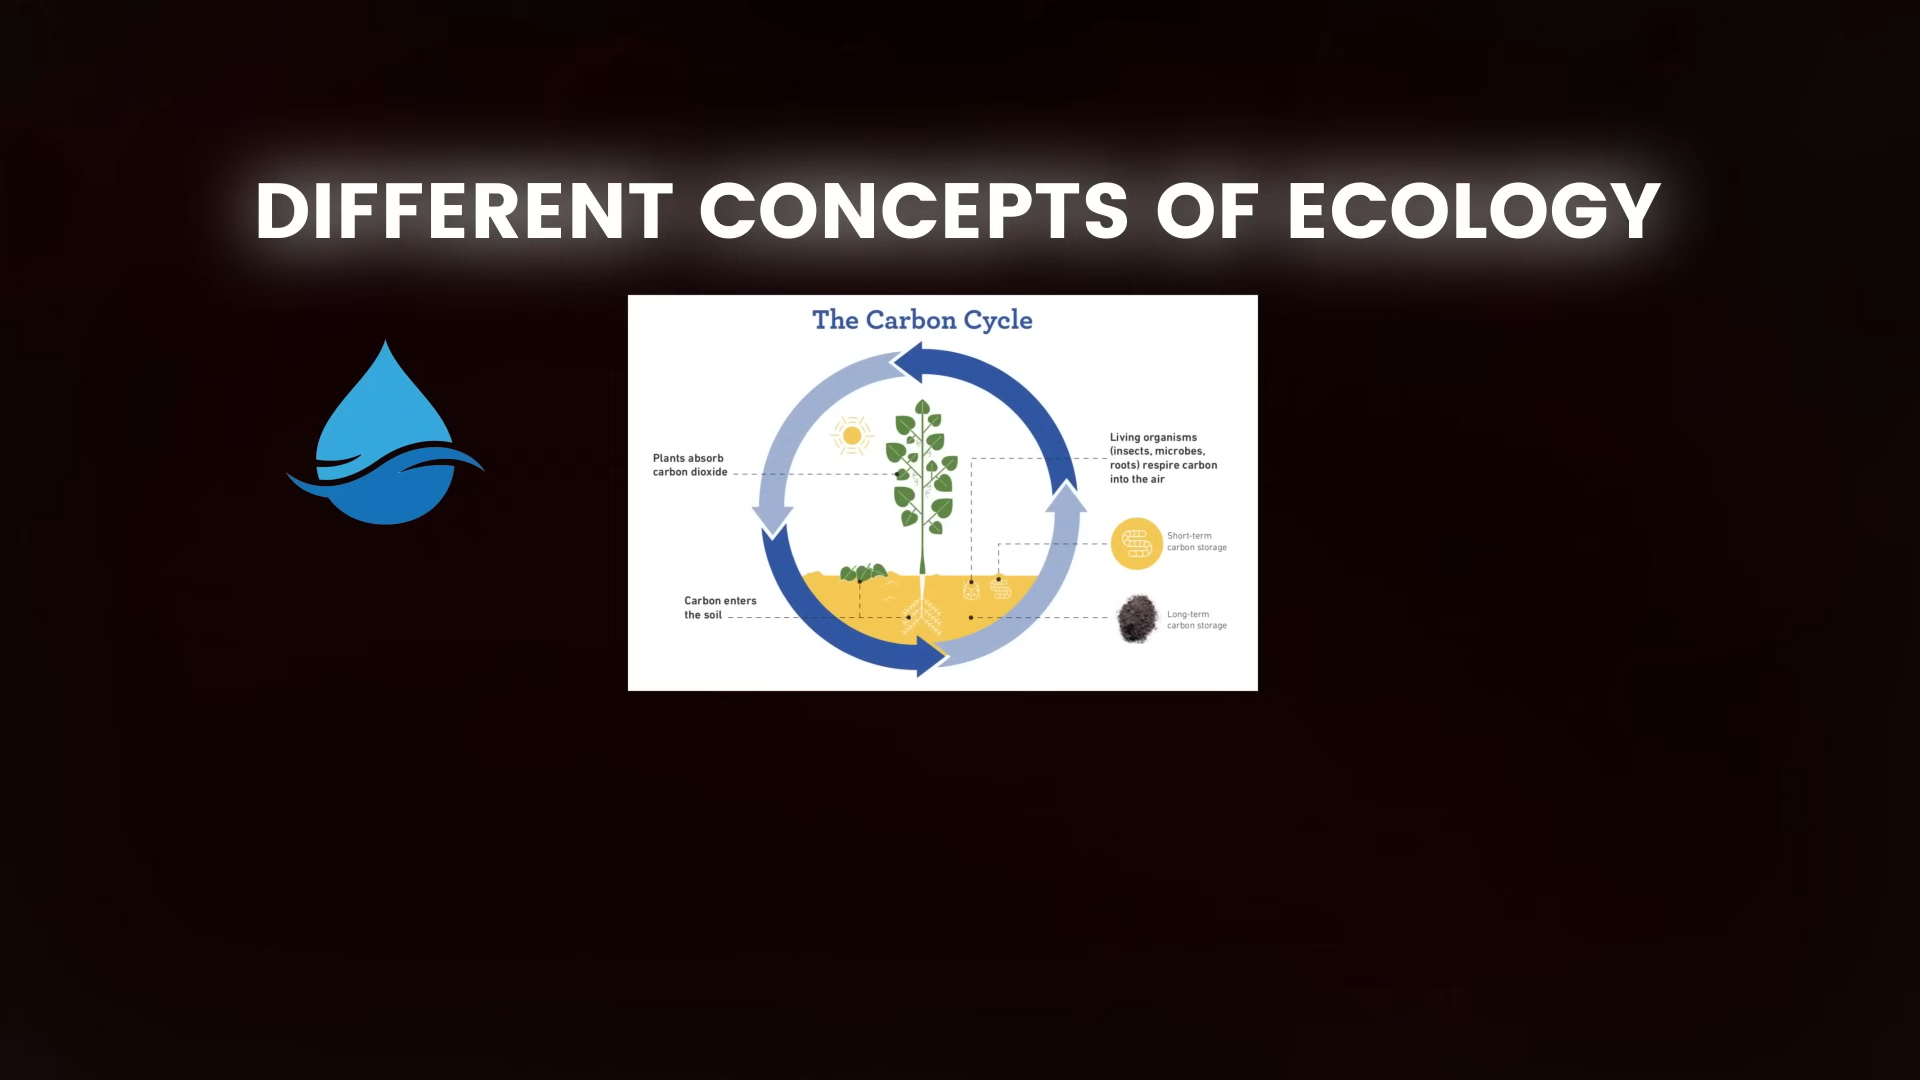 DIFFERENT CONCEPTS OF ECOLOGY
The Carbon Cycle
Plants absorb
carbon dioxide
Living organisms
(insects, microbes,
roots) respire carbon
into the air
Short-term
carbon storage
Carbon enters
the soil
Long-term
carbon storage